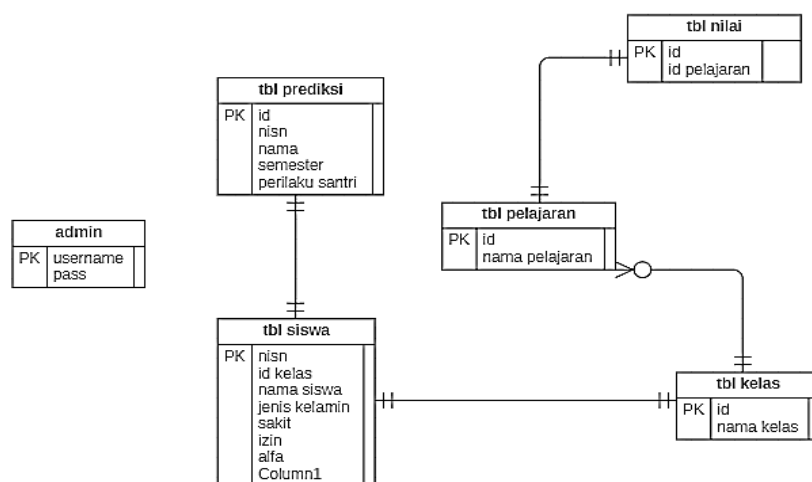 tbl nilai
PK id
id pelajaran
tbl prediksi
PK id
nisn
nama
semester
perilaku santri
tbl pelajaran
PK id
nama pelajaran
admin
PK username
pass
tbl siswa
PK nisn
id kelas
nama siswa
jenis kelamin
sakit
izin
alfa
Column1
tbl kelas
PK id
nama kelas